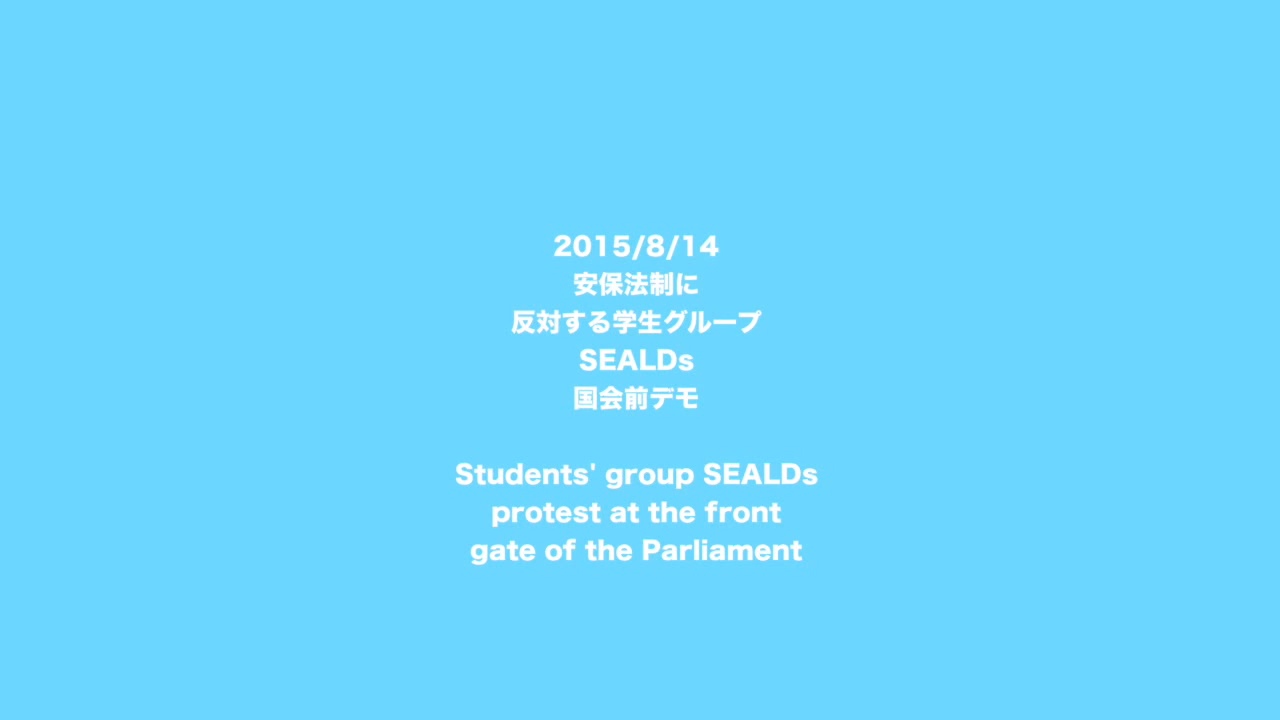 2015/8/14
安保法制に
反対する学生グループ
SEALDs
国会前デモ
Students' group SEALDs
protest at the front
gate of the Parliament